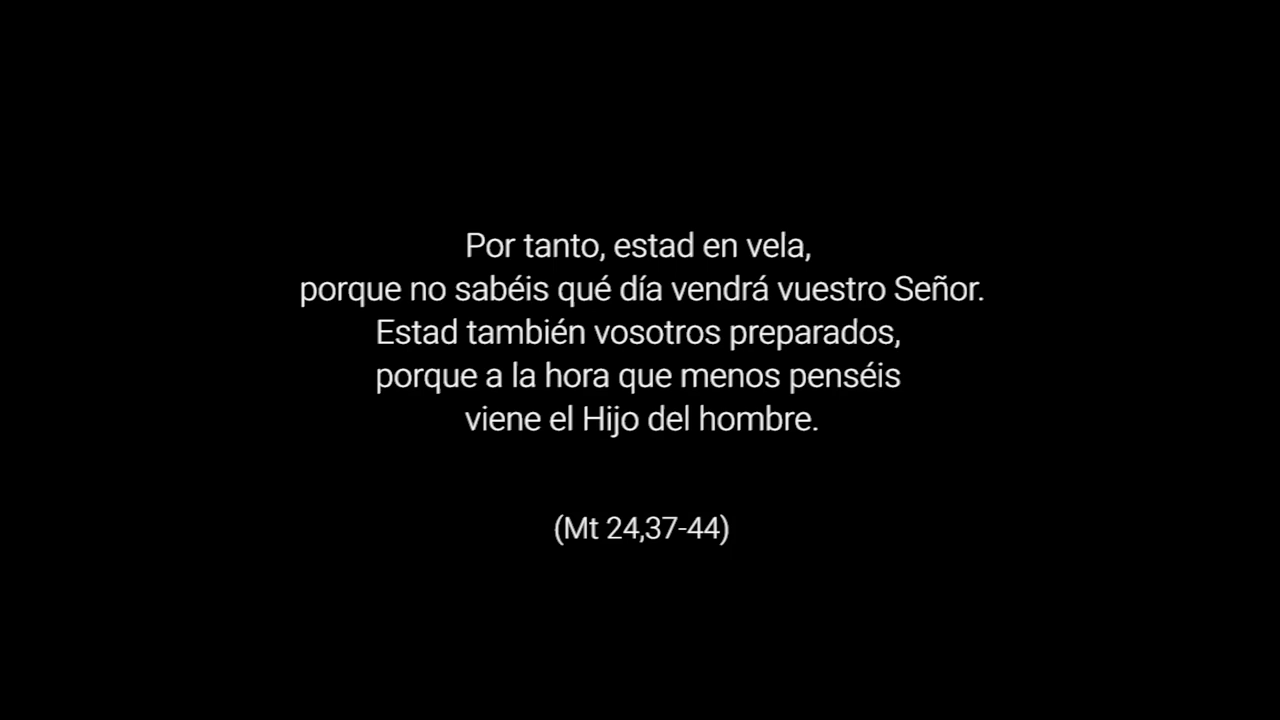 Por tanto, estad en vela,
porque no sabéis qué día vendrá vuestro Señor.
Estad también vosotros preparados,
porque a la hora que menos penséis
viene el Hijo del hombre.
(Mt 24,37-44)